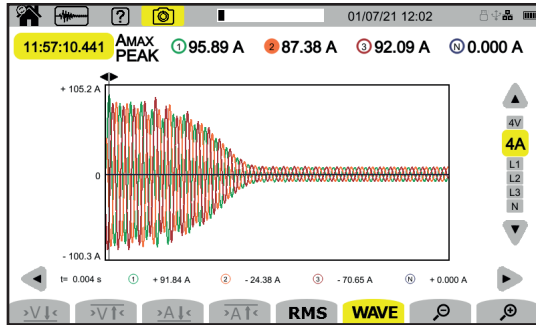 ? 01/07/21 12:02
11:57:10.441 AMAX PEAK 1 95.89 A 2 87.38 A 3 92.09 A N 0.000 A
+ 105.2 A
0
- 100.3 A
4V
4A
L1
L2
L3
N
t= 0.004 s 1 + 91.84 A 2 - 24.38 A 3 - 70.65 A N + 0.000 A
>V↓< >V↑< >A↓< >A↑< RMS WAVE